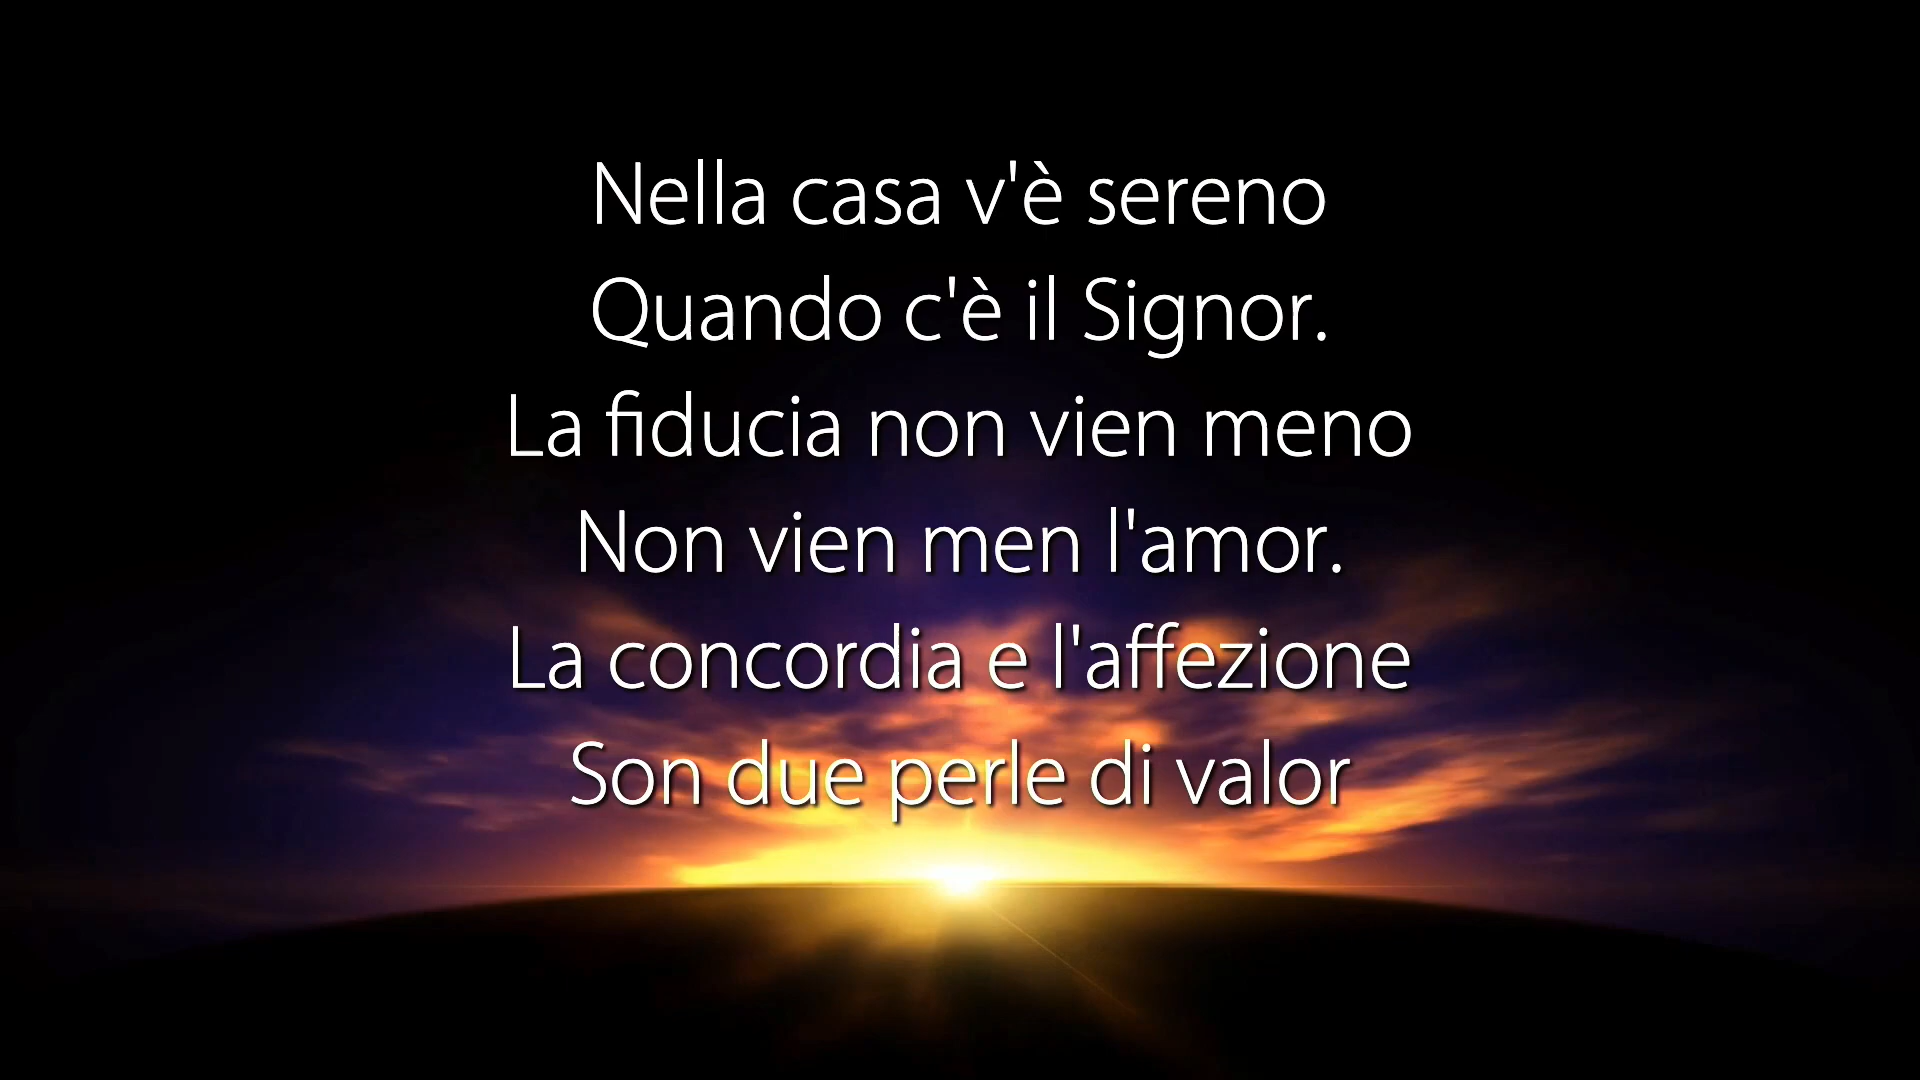 Nella casa v'è sereno
Quando c'è il Signor.
La fiducia non vien meno
Non vien men l'amor.
La concordia e l'affezione
Son due perle di valor